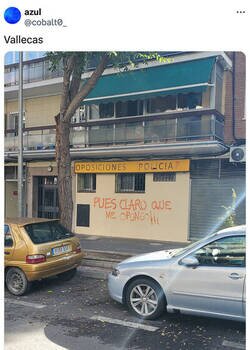 azul
@cobalt0_
Vallecas
OPOSICIONES POLICIA?
PUES CLARO QUE
ME OPONGO!!!